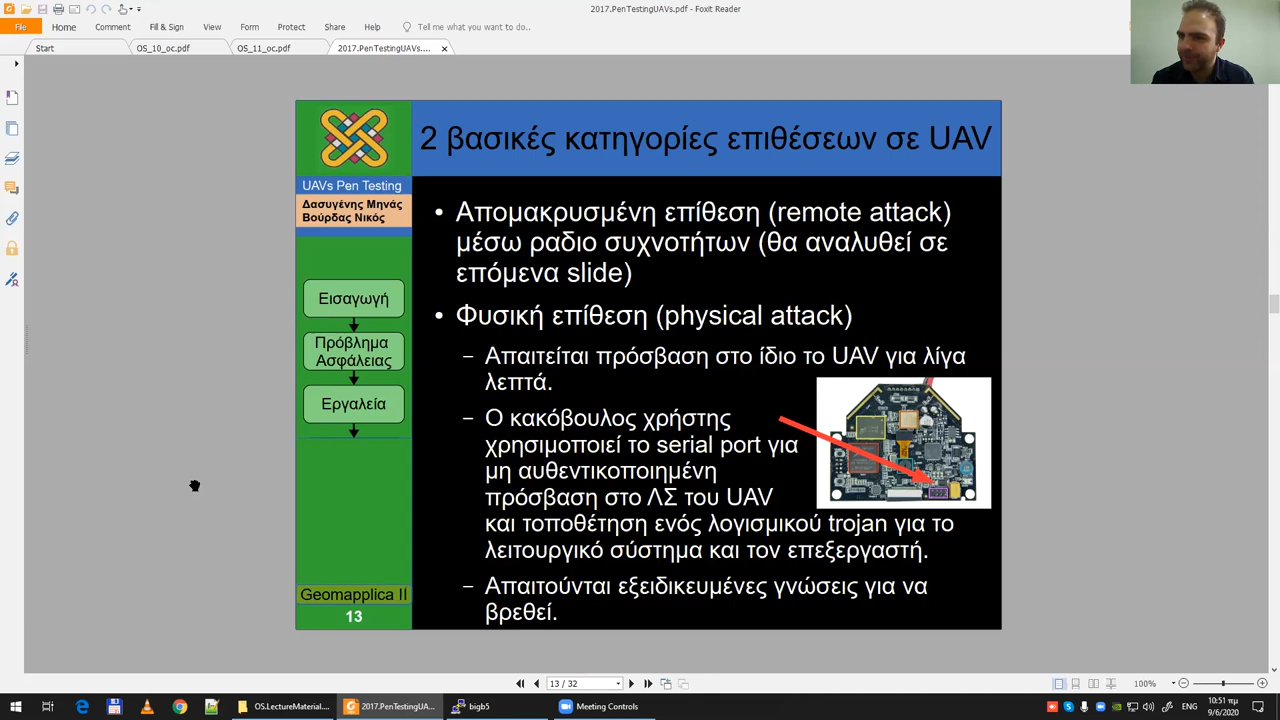 2017.PenTestingUAVs.pdf - Foxit Reader
File
Home
Comment
Fill & Sign
View
Form
Protect
Share
Help
Tell me what you want to do..
Start
OS_10_oc.pdf
OS_11_oc.pdf
2017.PenTestingUAVs....
2 βασικές κατηγορίες επιθέσεων σε UAV
UAVs Pen Testing
Δασυγένης Μηνάς
Βούρδας Νικός
Εισαγωγή
Πρόβλημα
Ασφάλειας
Εργαλεία
Geomapplica II
13
• Απομακρυσμένη επίθεση (remote attack)
μέσω ραδιο συχνοτήτων (θα αναλυθεί σε
επόμενα slide)
• Φυσική επίθεση (physical attack)
– Απαιτείται πρόσβαση στο ίδιο το UAV για λίγα
λεπτά.
– Ο κακόβουλος χρήστης
χρησιμοποιεί το serial port για
μη αυθεντικοποιημένη
πρόσβαση στο ΛΣ του UAV
και τοποθέτηση ενός λογισμικού trojan για το
λειτουργικό σύστημα και τον επεξεργαστή.
– Απαιτούνται εξειδικευμένες γνώσεις για να
βρεθεί.
13 / 32
100%
OS.LectureMaterial....
2017.PenTestingUA...
bigb5
Meeting Controls
ENG
10:51 πμ
9/6/2020